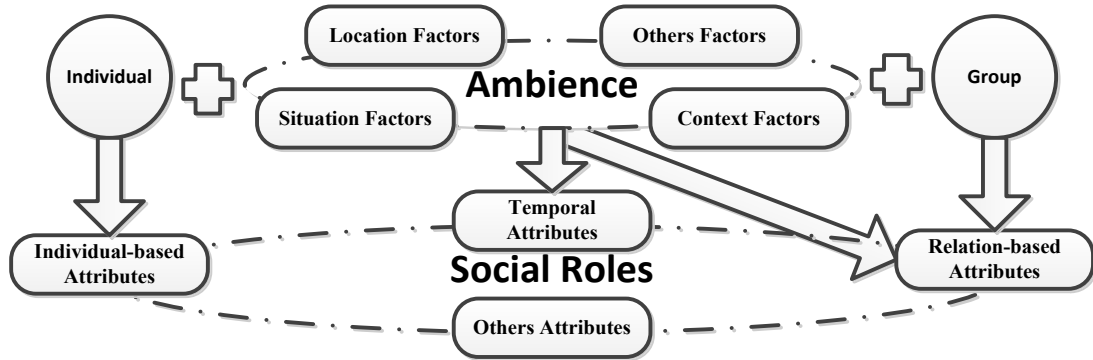 Location Factors
Others Factors
Individual
Ambience
Group
Situation Factors
Context Factors
Temporal
Attributes
Individual-based
Attributes
Social Roles
Relation-based
Attributes
Others Attributes